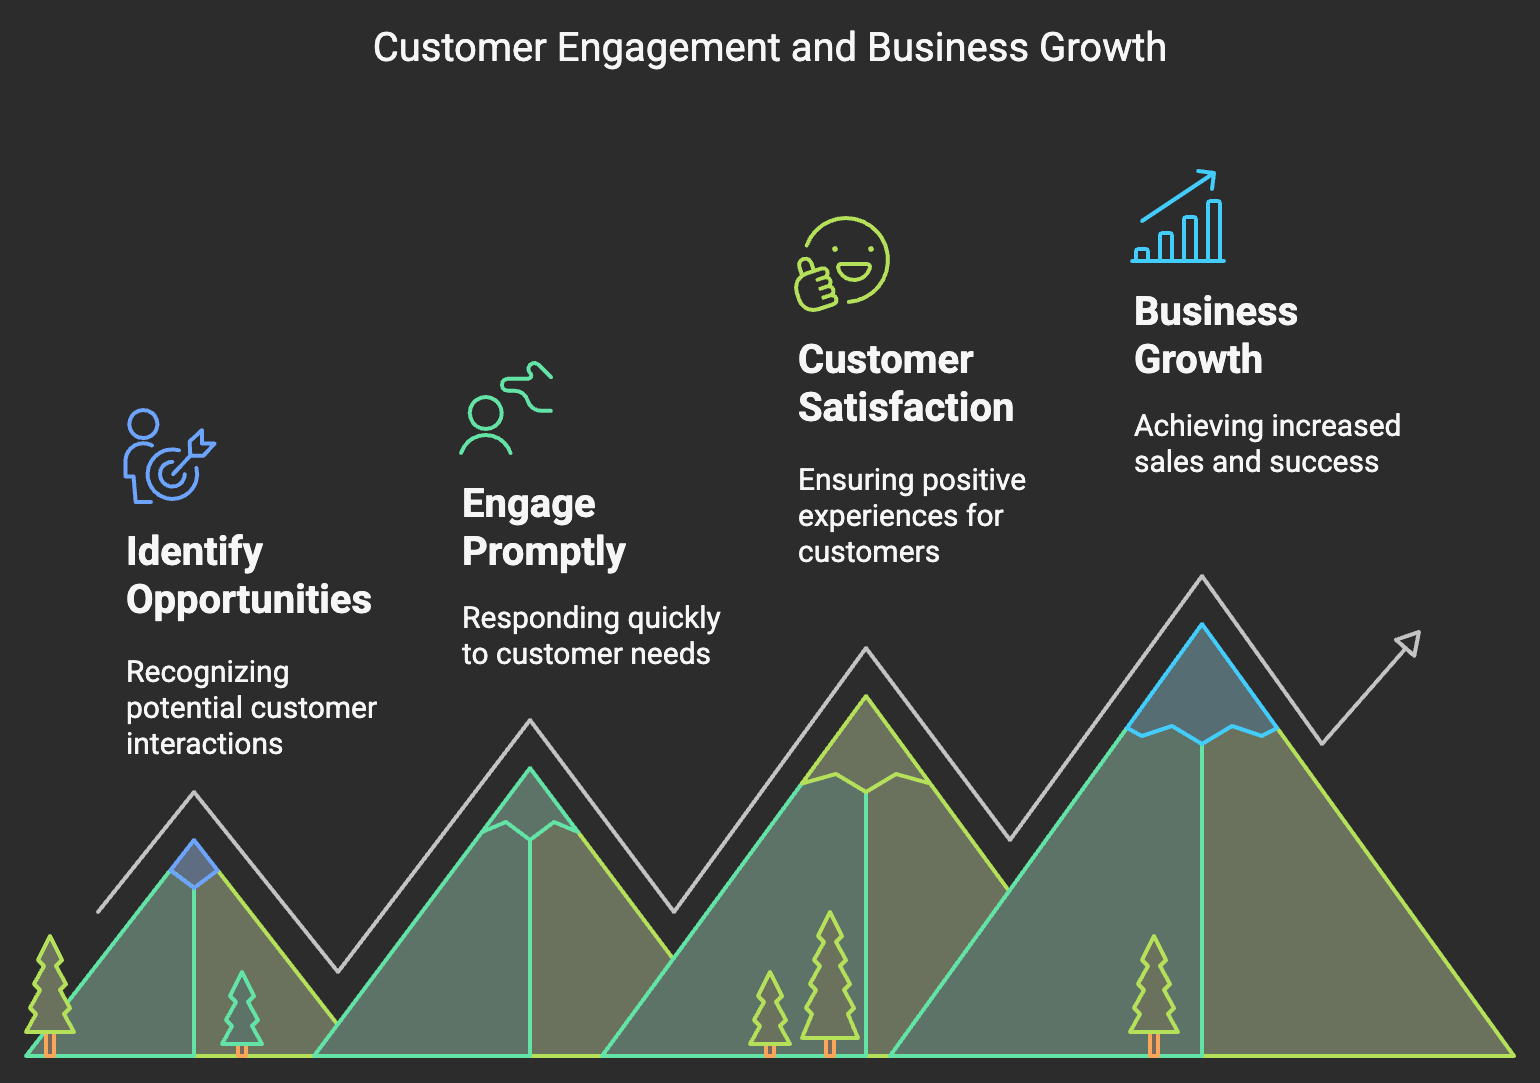 Customer Engagement and Business Growth
Identify
Opportunities
Recognizing
potential customer
interactions
Engage
Promptly
Responding quickly
to customer needs
Customer
Satisfaction
Ensuring positive
experiences for
customers
Business
Growth
Achieving increased
sales and success